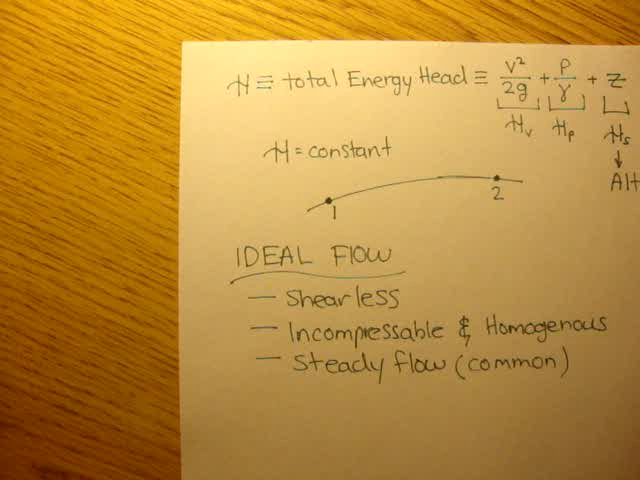 H ≡ total Energy Head ≡ V²/2g + P/γ + Z
Hv Hp Hs
H = constant
Alt
1 2
IDEAL FLOW
— Shearless
— Incompressable & Homogenous
— Steady flow (common)